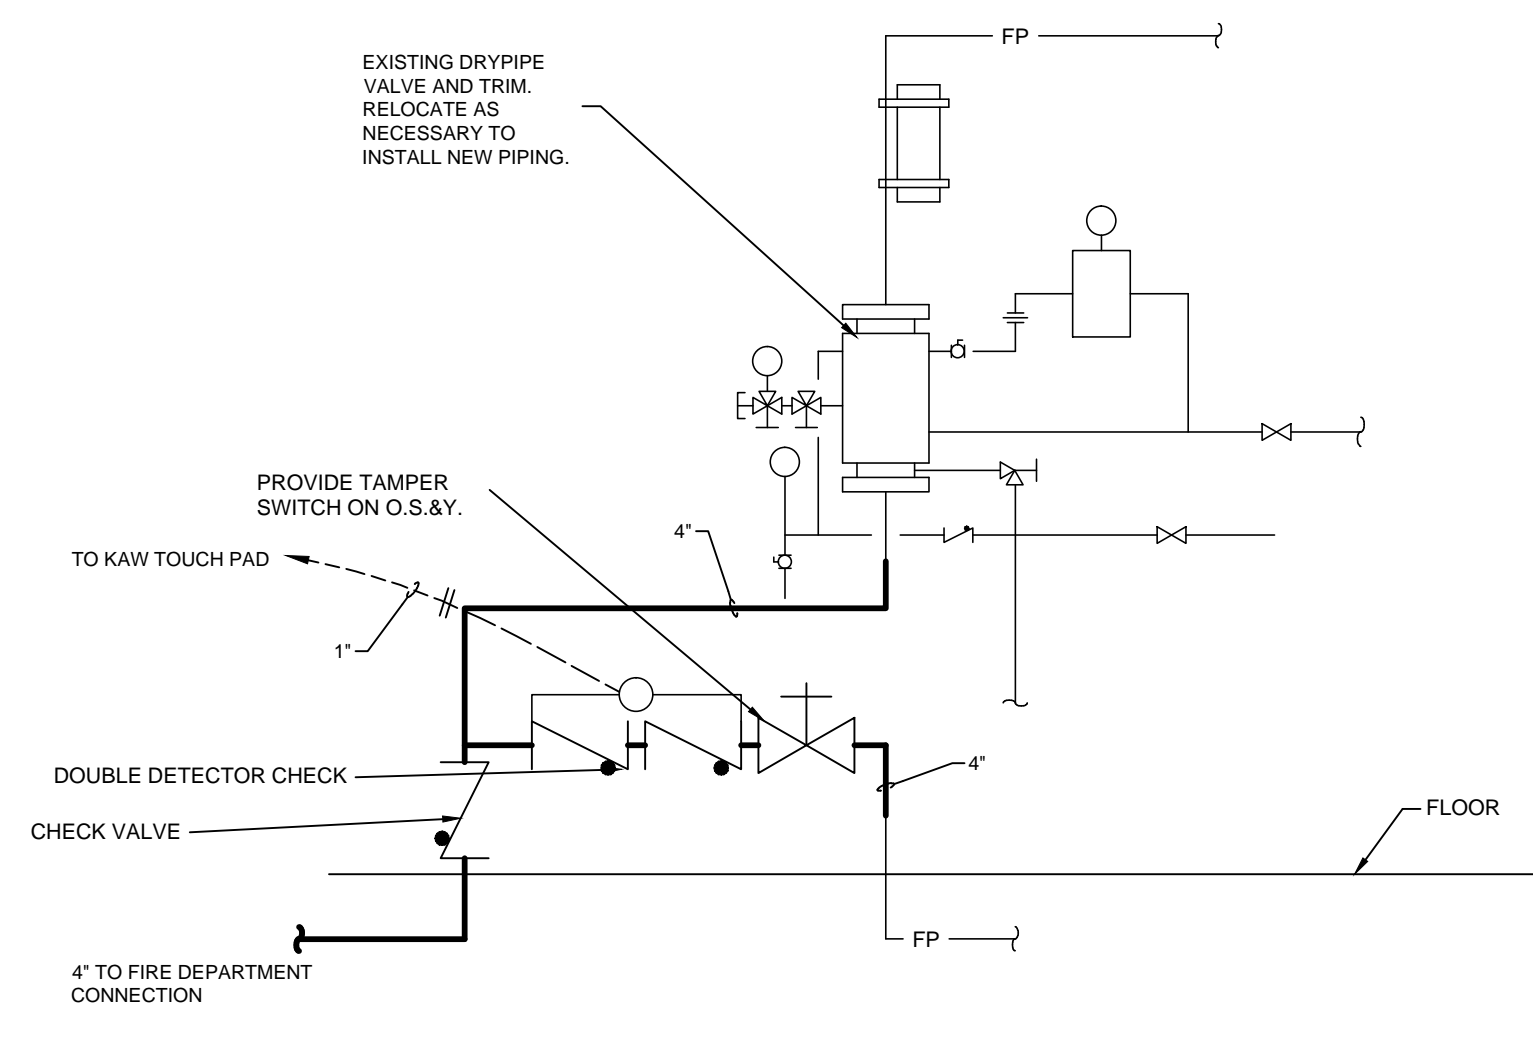 FP
EXISTING DRYPIPE
VALVE AND TRIM.
RELOCATE AS
NECESSARY TO
INSTALL NEW PIPING.
PROVIDE TAMPER
SWITCH ON O.S.&Y.
4"
TO KAW TOUCH PAD
1"
4"
DOUBLE DETECTOR CHECK
FLOOR
CHECK VALVE
FP
4" TO FIRE DEPARTMENT
CONNECTION